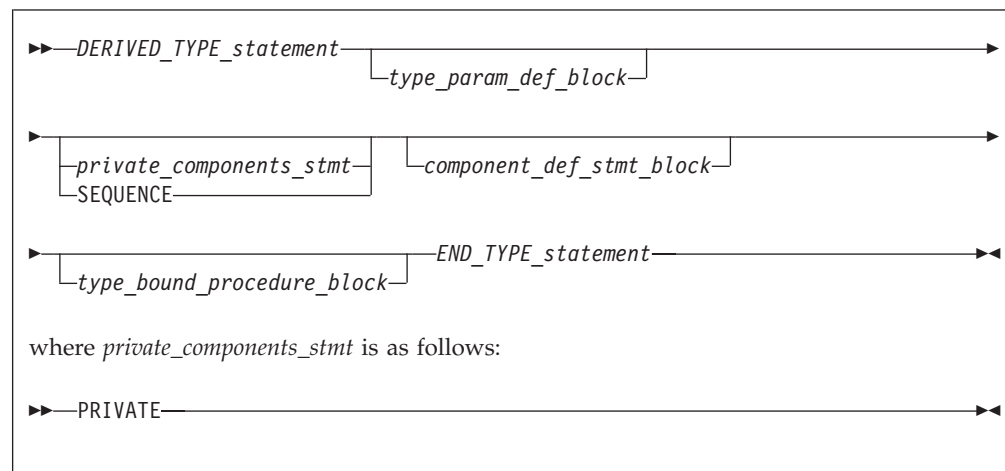 DERIVED_TYPE_statement
type_param_def_block
private_components_stmt
component_def_stmt_block
SEQUENCE
END_TYPE_statement
type_bound_procedure_block
where private_components_stmt is as follows:
PRIVATE